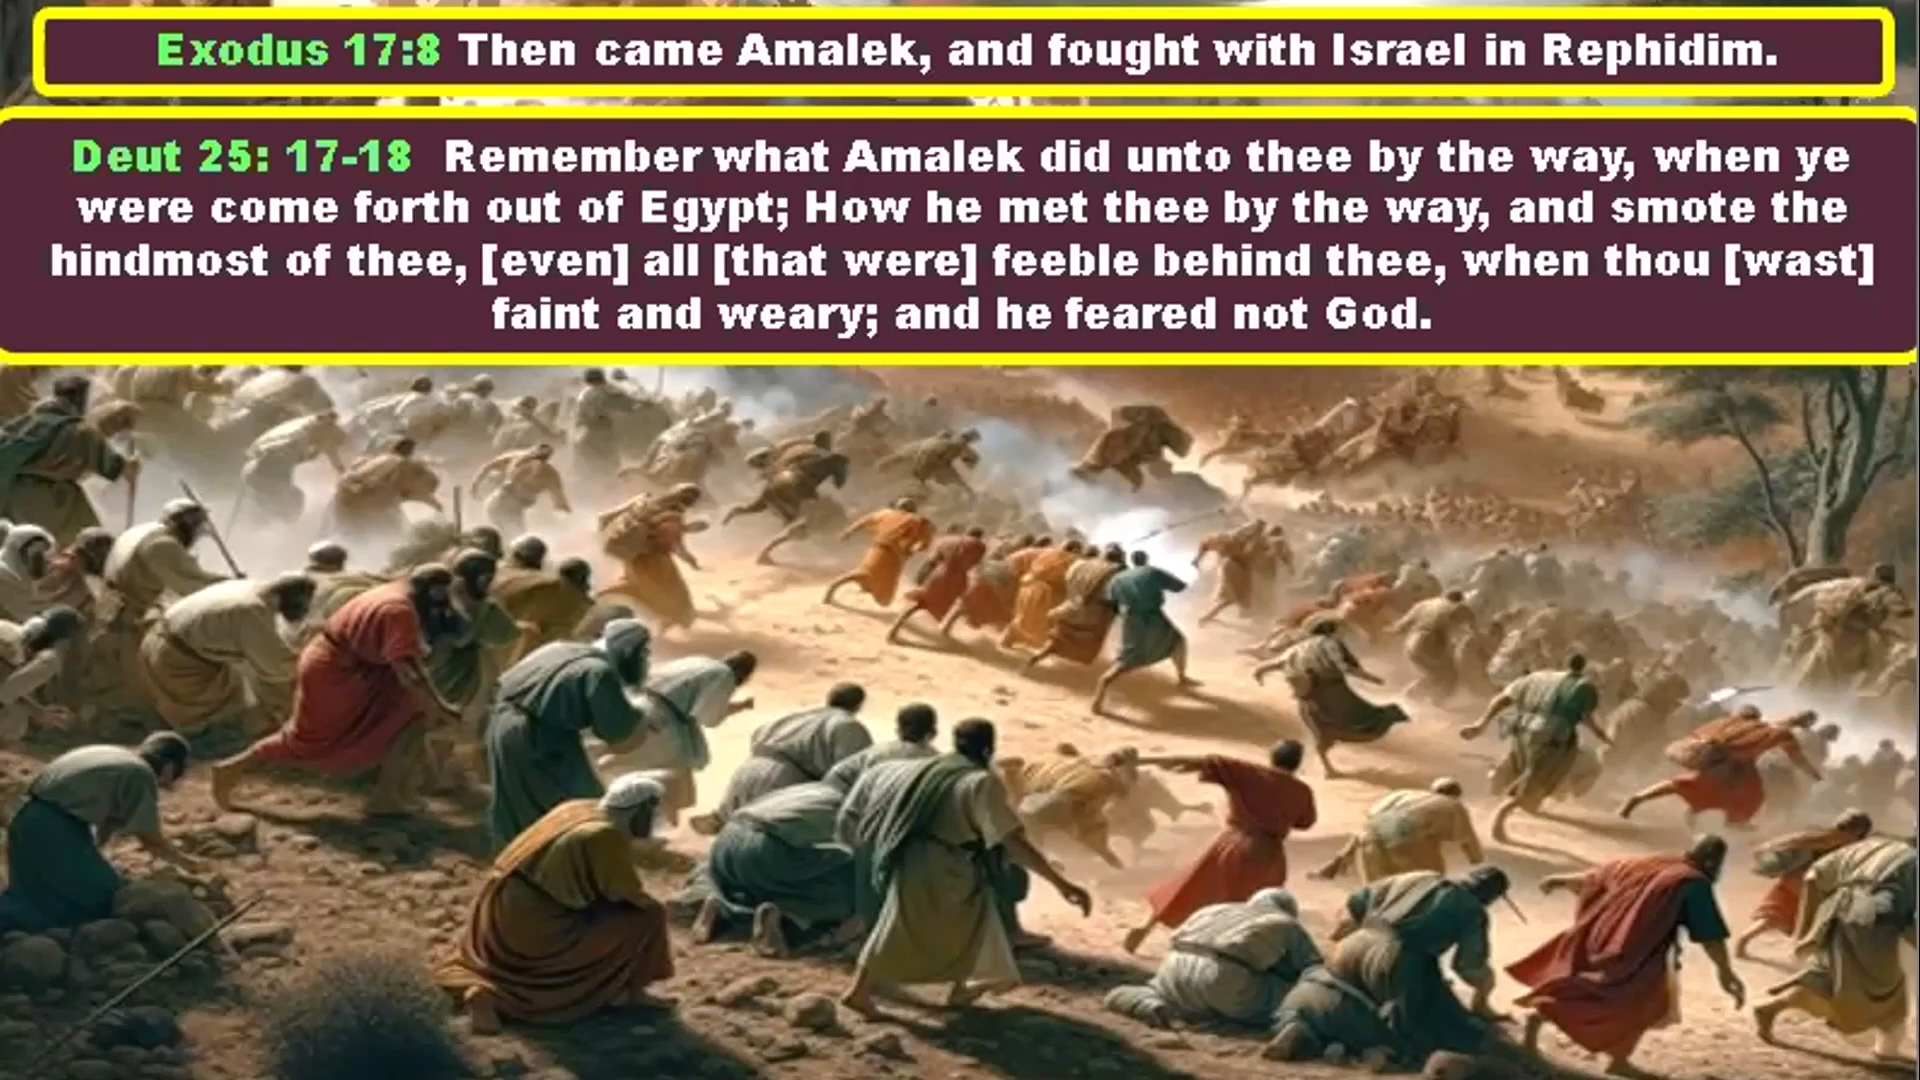 Exodus 17:8 Then came Amalek, and fought with Israel in Rephidim.
Deut 25: 17-18 Remember what Amalek did unto thee by the way, when ye
were come forth out of Egypt; How he met thee by the way, and smote the
hindmost of thee, [even] all [that were] feeble behind thee, when thou [wast]
faint and weary; and he feared not God.